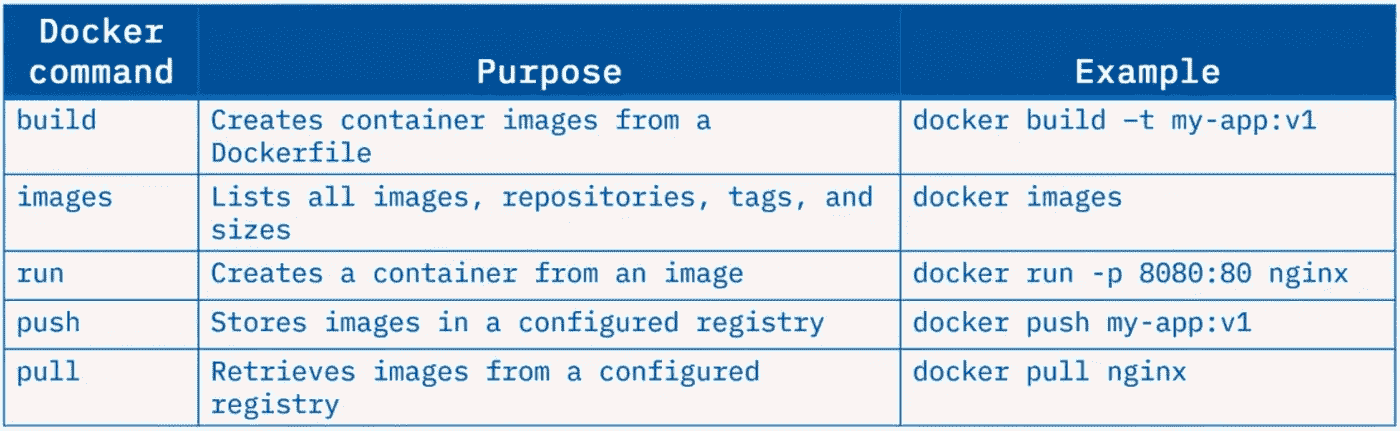 Docker
command
Purpose
Example
build
Creates container images from a
Dockerfile
docker build –t my-app:v1
images
Lists all images, repositories, tags, and
sizes
docker images
run
Creates a container from an image
docker run -p 8080:80 nginx
push
Stores images in a configured registry
docker push my-app:v1
pull
Retrieves images from a configured
registry
docker pull nginx